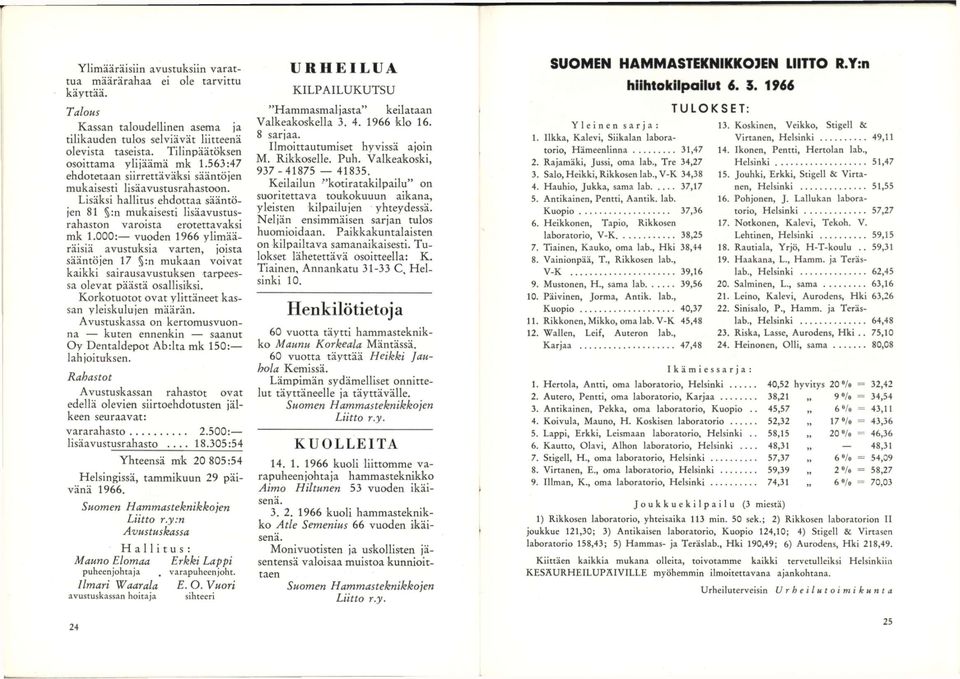 Ylimääräisiin avustuksiin varat-
tua määrärahaa ei ole tarvittu
käyttää.
Talous
Kassan taloudellinen asema ja
tilikauden tulos selviävät liitteenä
olevista taseista. Tilinpäätöksen
osoittama ylijäämä mk 1.563:47
ehdotetaan siirrettäväksi sääntöjen
mukaisesti lisäavustusrahastoon.
Lisäksi hallitus ehdottaa sääntö-
jen 81 §:n mukaisesti lisäavustus-
rahaston varoista erotettavaksi
mk 1.000:— vuoden 1966 ylimää-
räisiä avustuksia varten, joista
sääntöjen 17 §:n mukaan voivat
kaikki sairausavustuksen tarpees-
sa olevat päästä osallisiksi.
Korkotuotot ovat ylittäneet kas-
san yleiskulujen määrän.
Avustuskassa on kertomusvuon-
na — kuten ennenkin — saanut
Oy Dentaldepot Ab:lta mk 150:—
lahjoituksen.
Rahastot
Avustuskassan rahastot ovat
edellä olevien siirtoehdotusten jäl-
keen seuraavat:
vararahasto .......... 2.500:—
lisäavustusrahasto .... 18.305:54
Yhteensä mk 20 805:54
Helsingissä, tammikuun 29 päi-
vänä 1966.
Suomen Hammasteknikkojen
Liitto r.y:n
Avustuskassa
Hallitus:
Mauno Elomaa Erkki Lappi
puheenjohtaja . varapuheenjoht.
Ilmari Waarala E. O. Vuori
avustuskassan hoitaja sihteeri
24
URHEILUA
KILPAILUKUTSU
”Hammasmaljasta” keilataan
Valkeakoskella 3. 4. 1966 klo 16.
8 sarjaa.
Ilmoittautumiset hyvissä ajoin
M. Rikkoselle. Puh. Valkeakoski,
937 - 41875 — 41835.
Keilailun ”kotiratakilpailu” on
suoritettava toukokuuun aikana,
yleisten kilpailujen yhteydessä.
Neljän ensimmäisen sarjan tulos
huomioidaan. Paikkakuntalaisten
on kilpailtava samanaikaisesti. Tu-
lokset lähetettävä osoitteella: K.
Tiainen, Annankatu 31-33 C. Hel-
sinki 10.
Henkilötietoja
60 vuotta täytti hammasteknik-
ko Maunu Korkeala Mäntässä.
60 vuotta täyttää Heikki Jau-
hola Kemissä.
Lämpimän sydämelliset onnitte-
lut täyttäneelle ja täyttävälle.
Suomen Hammasteknikkojen
Liitto r.y.
KUOLLEITA
14. 1. 1966 kuoli liittomme va-
rapuheenjohtaja hammasteknikko
Aimo Hiltunen 53 vuoden ikäi-
senä.
3. 2. 1966 kuoli hammasteknik-
ko Atle Semenius 66 vuoden ikäi-
senä.
Monivuotisten ja uskollisten jä-
sentensä valoisaa muistoa kunnioit-
taen
Suomen Hammasteknikkojen
Liitto r.y.
SUOMEN HAMMASTEKNIKKOJEN LIITTO R.Y:n
hiihtokilpailut 6. 3. 1966
TULOKSET:
Yleinen sarja:
1. Ilkka, Kalevi, Siikalan labora-
torio, Hämeenlinna .......... 31,47
2. Rajamäki, Jussi, oma lab., Tre 34,27
3. Salo, Heikki, Rikkosen lab., V-K 34,38
4. Hauhio, Jukka, sama lab. ..... 37,17
5. Antikainen, Pentti, Aantik. lab.
Kuopio .................... 37,36
6. Heikkonen, Tapio, Rikkosen
laboratorio, V-K. ........... 38,25
7. Tiainen, Kauko, oma lab., Hki 38,44
8. Vainionpää, T., Rikkosen lab.,
V-K ...................... 39,16
9. Mustonen, H., sama lab. ...... 39,56
10. Päivinen, Jorma, Antik. lab.,
Kuopio .................... 40,37
11. Rikkonen, Mikko, oma lab. V-K 45,48
12. Wallen, Leif, Auteron lab.,
Karjaa .................... 47,48
13. Koskinen, Veikko, Stigell &
Virtanen, Helsinki .......... 49,11
14. Ikonen, Pentti, Hertolan lab.,
Helsinki ................... 51,47
15. Jouhki, Erkki, Stigell & Virta-
nen, Helsinki .............. 51,55
16. Pohjonen, J. Lallukan labora-
torio, Helsinki .............. 57,27
17. Notkonen, Kalevi, Tekoh. V.
Lehtinen, Helsinki .......... 59,15
18. Rautiala, Yrjö, H-T-koulu .. 59,31
19. Haakana, L., Hamm. ja Teräs-
lab., Helsinki ............... 62,45
20. Salminen, L., sama ......... 63,16
21. Leino, Kalevi, Aurodens, Hki 63,26
22. Sinisalo, P., Hamm. ja Teräs-
lab., Helsinki ............... 64,48
23. Riska, Lasse, Aurodens, Hki .. 75,10
24. Heinonen, Olli, sama ....... 80,08
Ikämiessarja:
1. Hertola, Antti, oma laboratorio, Helsinki ...... 40,52 hyvitys 20 % = 32,42
2. Autero, Pentti, oma laboratorio, Karjaa ........ 38,21 ,, 9 % = 34,54
3. Antikainen, Pekka, oma laboratorio, Kuopio .. 45,57 ,, 6 % = 43,11
4. Koivula, Mauno, H. Koskisen laboratorio ...... 52,32 ,, 17 % = 43,36
5. Lappi, Erkki, Leismaan laboratorio, Helsinki .. 58,15 ,, 20 % = 46,36
6. Kautto, Olavi, Allan Ikonen, Helsinki ........ 48,31 ,, — 48,31
7. Stigell, H., oma laboratorio, Helsinki ........ 57,37 ,, 6 % = 54,09
8. Virtanen, E., oma laboratorio, Helsinki ........ 59,39 ,, 2 % = 58,27
9. Illman, K., oma laboratorio, Helsinki ........ 74,31 ,, 6 % = 70,03
Joukkuekilpailu (3 miestä)
1) Rikkosen laboratorio, yhteisaika 113 min. 50 sek.; 2) Rikkosen laboratorion II
joukkue 121,30; 3) Antikaisen laboratorio, Kuopio 123,54; 4) Stigell & Virtasen
laboratorio 158,43; 5) Hammas- ja Teräslab., Hki 190,49; 6) Aurodens, Hki 218,49.
Kiittäen kaikkia mukana olleita, toivotamme kaikki tervetulleiksi Helsinkiin
KESÄURHEILUPÄIVILLE myöhemmin ilmoitettavana ajankohtana.
Urheiluterveisin Urheilutoimikunta
25